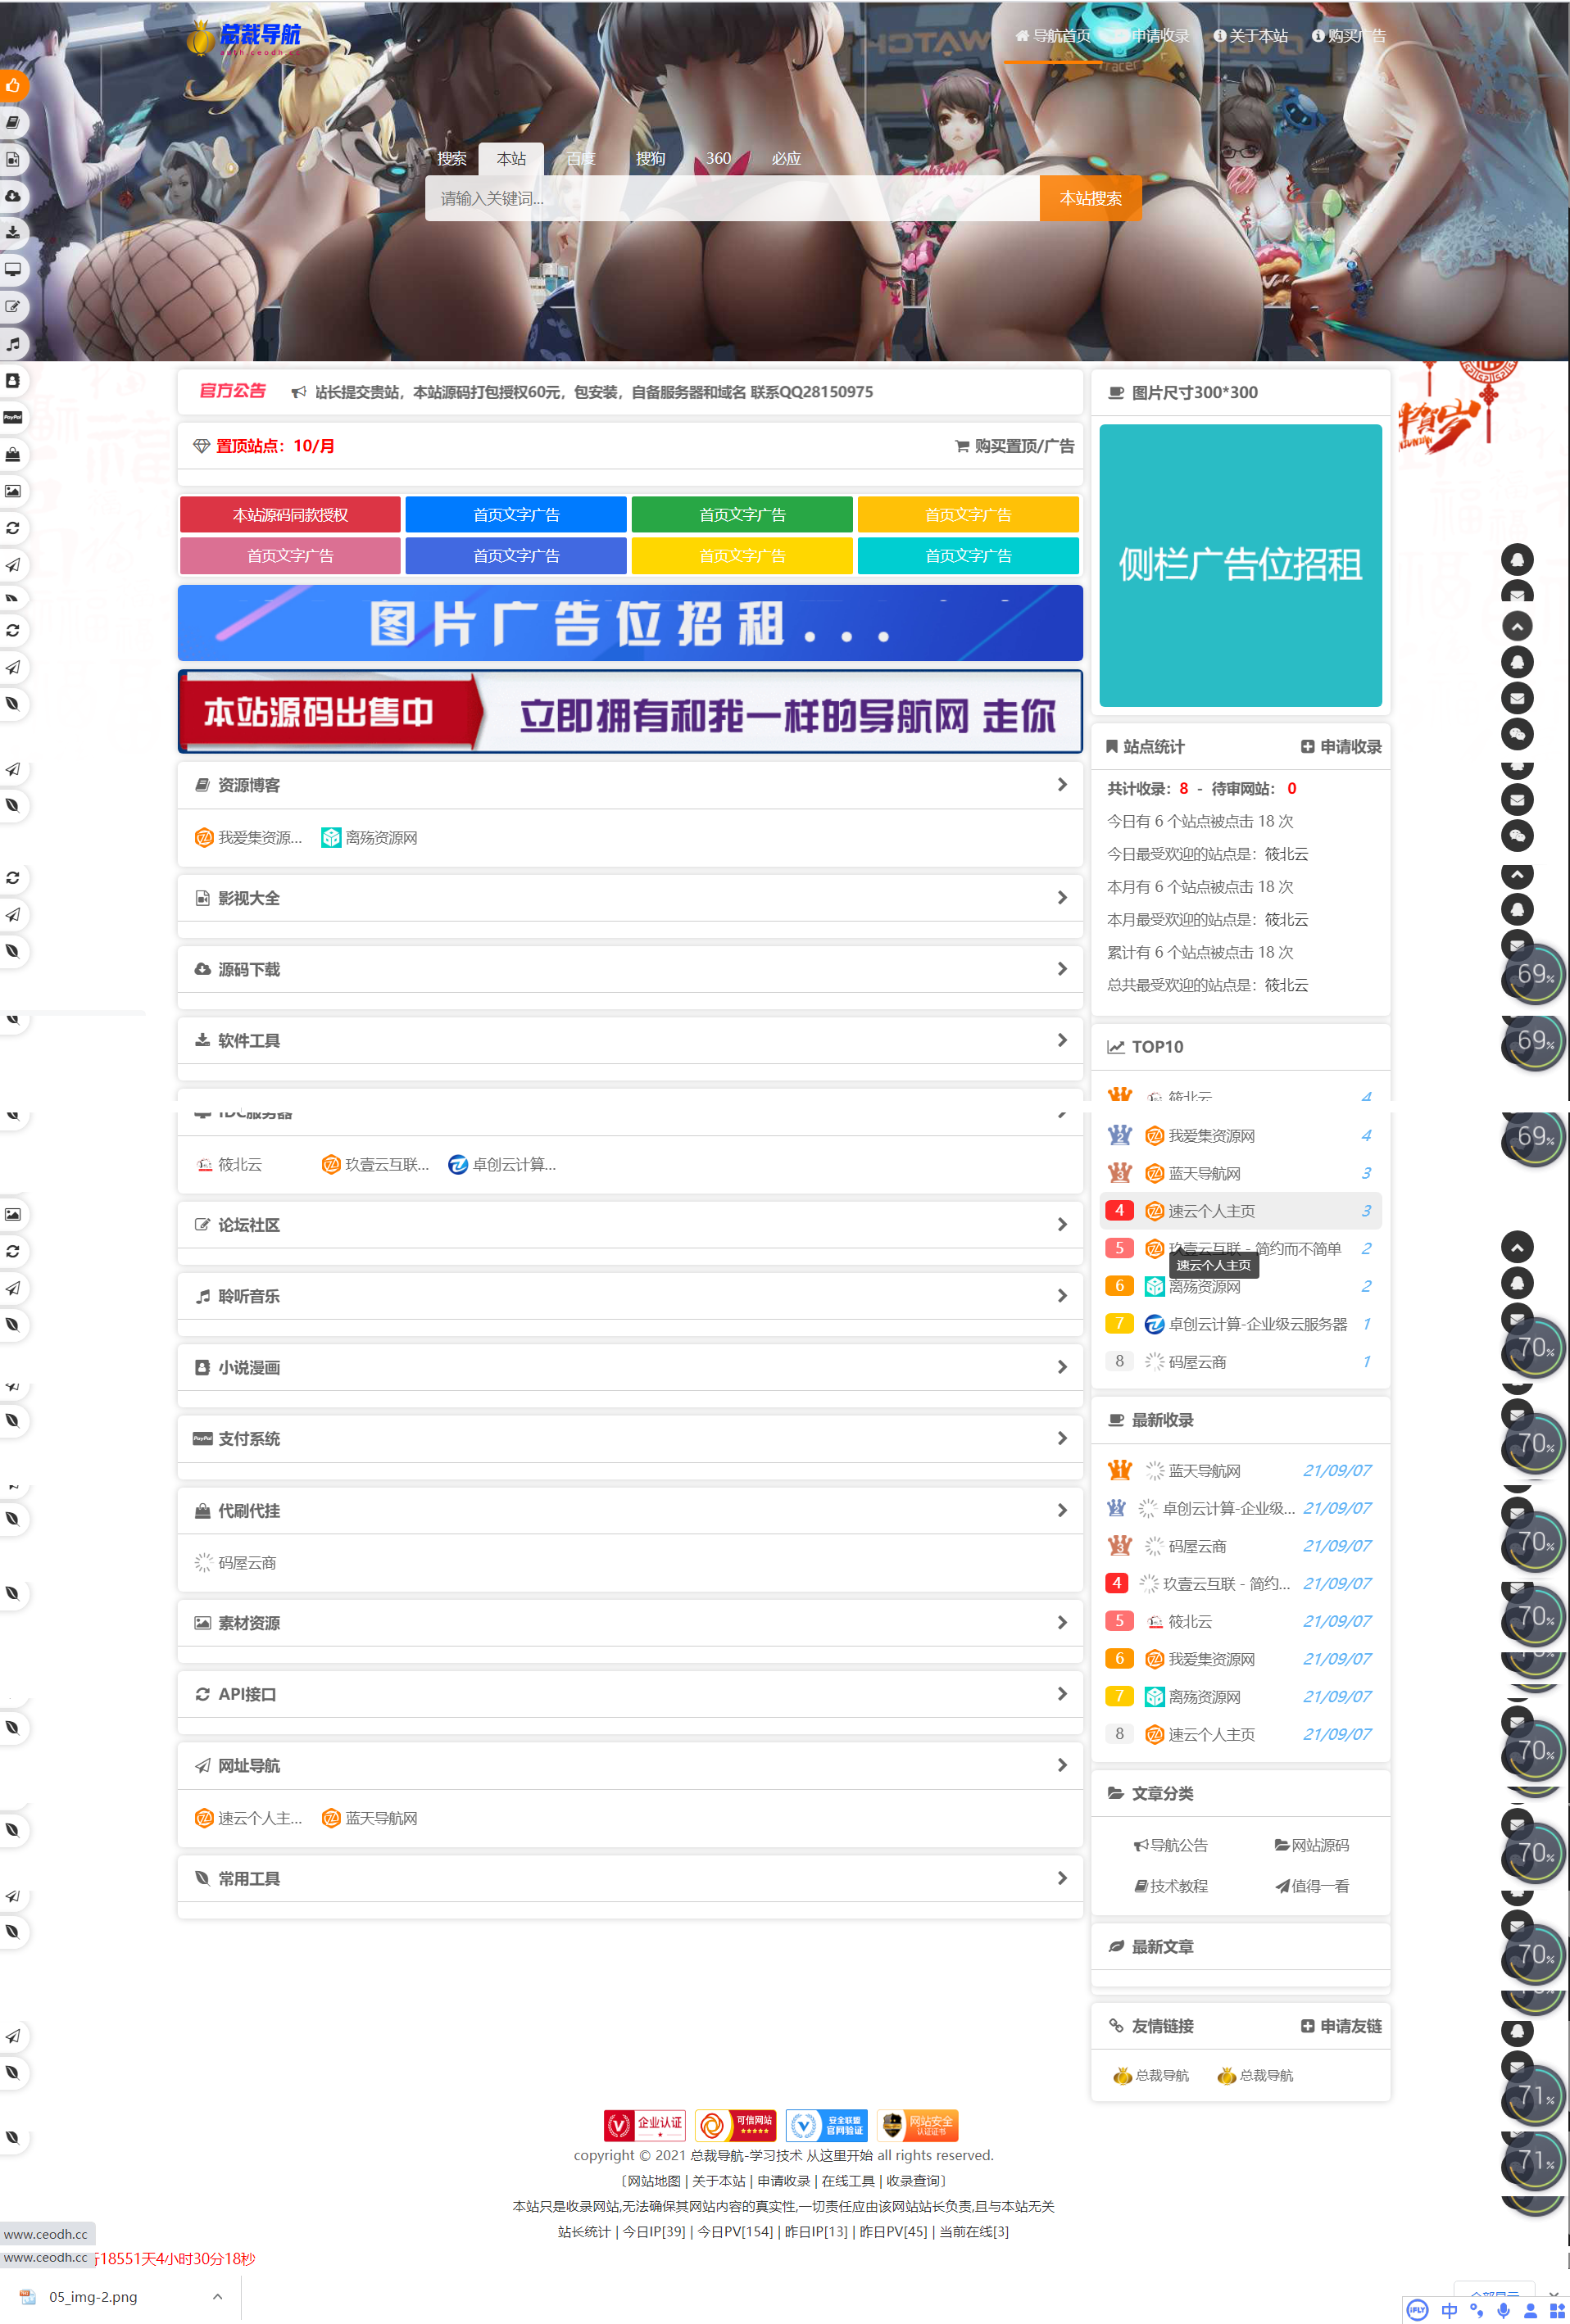 总裁导航
导航首页 申请收录 关于本站 购买广告
搜索 本站 百度 搜狗 360 必应
请输入关键词... 本站搜索
官方公告 站长提交贵站，本站源码打包授权60元，包安装，自备服务器和域名 联系QQ28150975
置顶站点：10/月 购买置顶/广告
本站源码同款授权 首页文字广告 首页文字广告 首页文字广告
首页文字广告 首页文字广告 首页文字广告 首页文字广告
图片广告位招租...
本站源码出售中 立即拥有和我一样的导航网 走你
资源博客
我爱集资源... 离殇资源网
影视大全
源码下载
软件工具
IDC服务器
筱北云 玖壹云互联... 卓创云计算...
论坛社区
聆听音乐
小说漫画
支付系统
代刷代挂
码屋云商
素材资源
API接口
网址导航
速云个人主... 蓝天导航网
常用工具
图片尺寸300*300
侧栏广告位招租
站点统计 申请收录
共计收录：8 - 待审网站： 0
今日有 6 个站点被点击 18 次
今日最受欢迎的站点是：筱北云
本月有 6 个站点被点击 18 次
本月最受欢迎的站点是：筱北云
累计有 6 个站点被点击 18 次
总共最受欢迎的站点是：筱北云
TOP10
筱北云 4
2 我爱集资源网 4
3 蓝天导航网 3
4 速云个人主页 3
5 玖壹云互联 - 简约而不简单 2
速云个人主页
6 离殇资源网 2
7 卓创云计算-企业级云服务器 1
8 码屋云商 1
最新收录
1 蓝天导航网 21/09/07
2 卓创云计算-企业级... 21/09/07
3 码屋云商 21/09/07
4 玖壹云互联 - 简约... 21/09/07
5 筱北云 21/09/07
6 我爱集资源网 21/09/07
7 离殇资源网 21/09/07
8 速云个人主页 21/09/07
文章分类
导航公告 网站源码
技术教程 值得一看
最新文章
友情链接 申请友链
总裁导航 总裁导航
69%
69%
69%
70%
70%
70%
70%
70%
70%
70%
71%
71%
企业认证 可信网站 安全联盟 官网验证 网站安全 认证证书
copyright © 2021 总裁导航-学习技术 从这里开始 all rights reserved.
〔网站地图 | 关于本站 | 申请收录 | 在线工具 | 收录查询〕
本站只是收录网站,无法确保其网站内容的真实性,一切责任应由该网站站长负责,且与本站无关
站长统计 | 今日IP[39] | 今日PV[154] | 昨日IP[13] | 昨日PV[45] | 当前在线[3]
www.ceodh.cc
www.ceodh.cc 行18551天4小时30分18秒
05_img-2.png
全部显示
iFLY 中